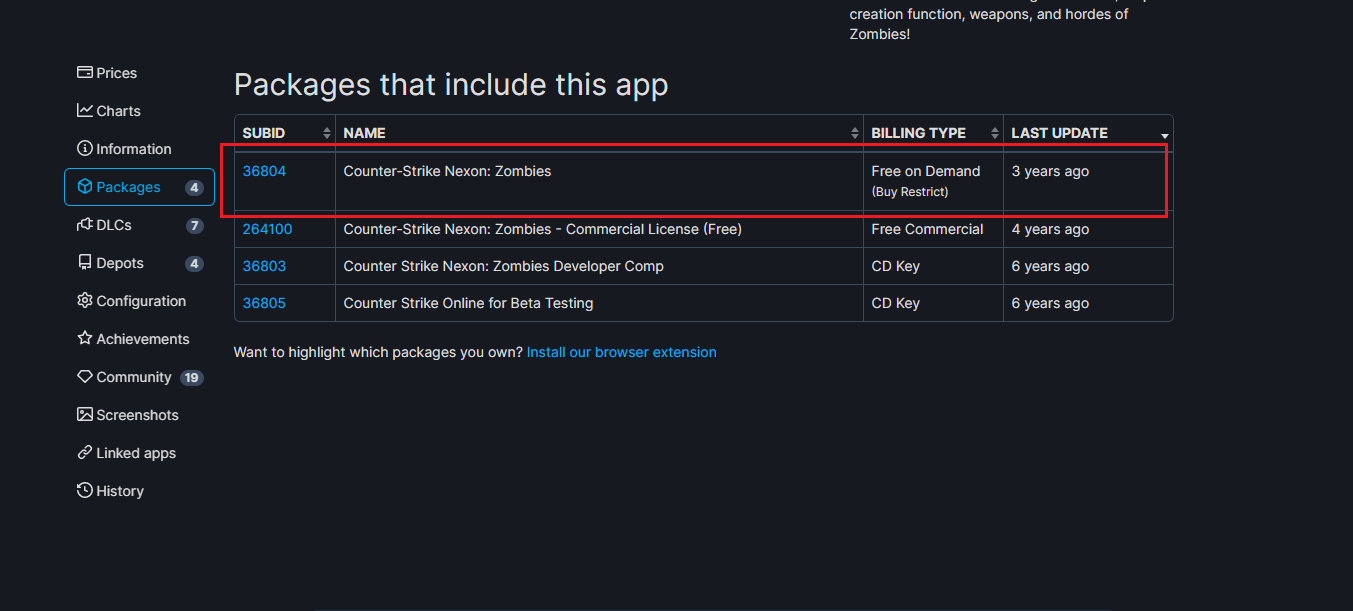 creation function, weapons, and hordes of
Zombies!
Prices
Charts
Information
Packages 4
DLCs 7
Depots 4
Configuration
Achievements
Community 19
Screenshots
Linked apps
History
Packages that include this app
SUBID NAME BILLING TYPE LAST UPDATE
36804 Counter-Strike Nexon: Zombies Free on Demand 3 years ago
(Buy Restrict)
264100 Counter-Strike Nexon: Zombies - Commercial License (Free) Free Commercial 4 years ago
36803 Counter Strike Nexon: Zombies Developer Comp CD Key 6 years ago
36805 Counter Strike Online for Beta Testing CD Key 6 years ago
Want to highlight which packages you own? Install our browser extension